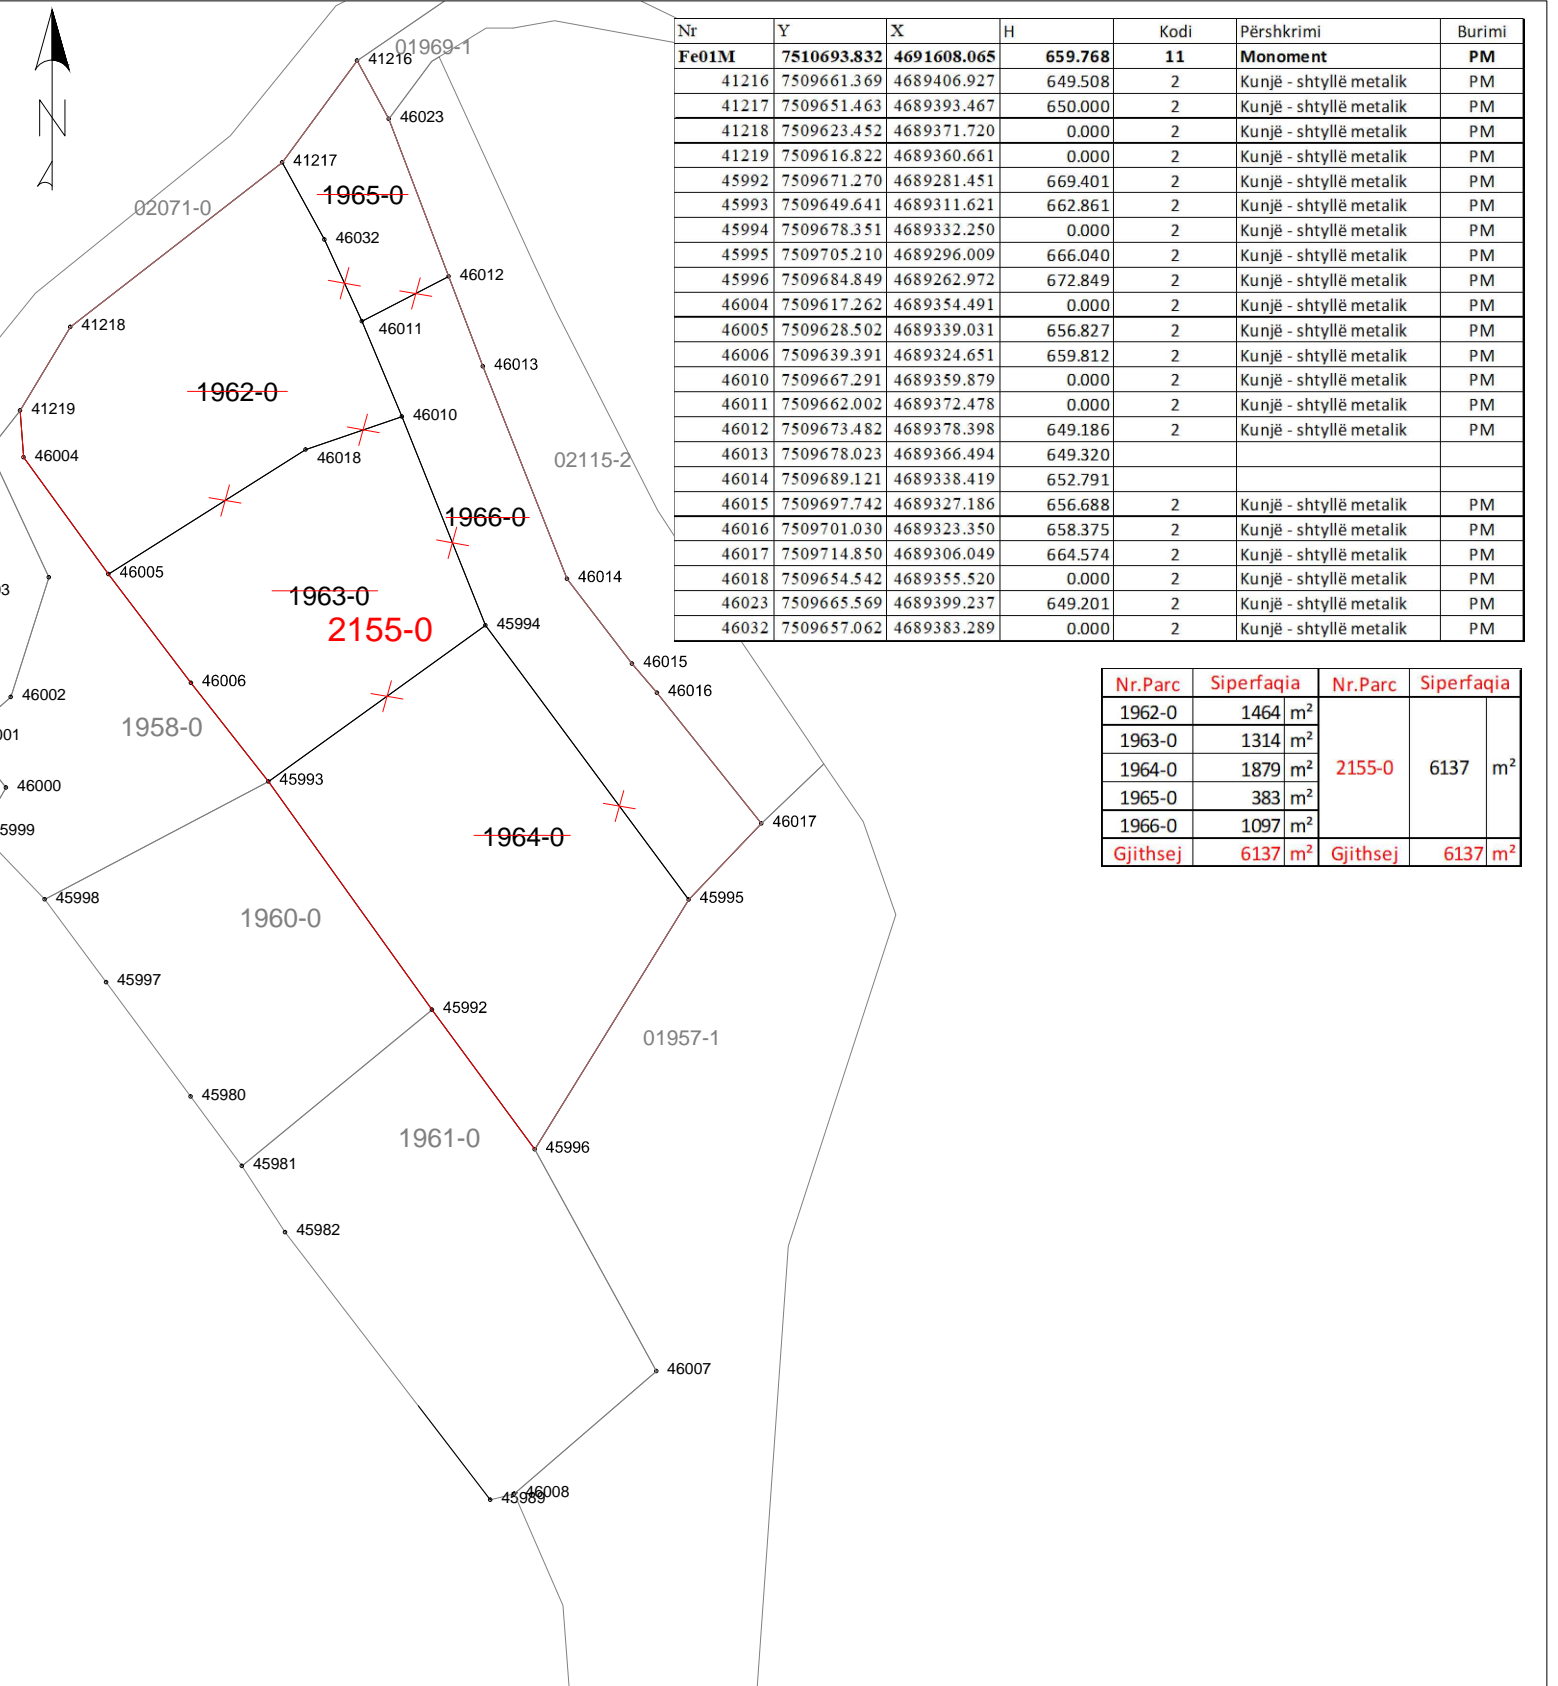 N
01969-1
41216
46023
41217
1965-0
02071-0
46032
46012
46011
41218
46013
1962-0
41219
46010
46004
46018
02115-2
1966-0
46005
46014
03
1963-0
2155-0
45994
46006
46015
46002
46016
1958-0
001
45993
46000
46017
45999
1964-0
45998
45995
1960-0
45997
45992
01957-1
45980
1961-0
45996
45981
45982
46007
46008
45989
Nr Y X H Kodi Përshkrimi Burimi
Fe01M 7510693.832 4691608.065 659.768 11 Monoment PM
41216 7509661.369 4689406.927 649.508 2 Kunjë - shtyllë metalik PM
41217 7509651.463 4689393.467 650.000 2 Kunjë - shtyllë metalik PM
41218 7509623.452 4689371.720 0.000 2 Kunjë - shtyllë metalik PM
41219 7509616.822 4689360.661 0.000 2 Kunjë - shtyllë metalik PM
45992 7509671.270 4689281.451 669.401 2 Kunjë - shtyllë metalik PM
45993 7509649.641 4689311.621 662.861 2 Kunjë - shtyllë metalik PM
45994 7509678.351 4689332.250 0.000 2 Kunjë - shtyllë metalik PM
45995 7509705.210 4689296.009 666.040 2 Kunjë - shtyllë metalik PM
45996 7509684.849 4689262.972 672.849 2 Kunjë - shtyllë metalik PM
46004 7509617.262 4689354.491 0.000 2 Kunjë - shtyllë metalik PM
46005 7509628.502 4689339.031 656.827 2 Kunjë - shtyllë metalik PM
46006 7509639.391 4689324.651 659.812 2 Kunjë - shtyllë metalik PM
46010 7509667.291 4689359.879 0.000 2 Kunjë - shtyllë metalik PM
46011 7509662.002 4689372.478 0.000 2 Kunjë - shtyllë metalik PM
46012 7509673.482 4689378.398 649.186 2 Kunjë - shtyllë metalik PM
46013 7509678.023 4689366.494 649.320
46014 7509689.121 4689338.419 652.791
46015 7509697.742 4689327.186 656.688 2 Kunjë - shtyllë metalik PM
46016 7509701.030 4689323.350 658.375 2 Kunjë - shtyllë metalik PM
46017 7509714.850 4689306.049 664.574 2 Kunjë - shtyllë metalik PM
46018 7509654.542 4689355.520 0.000 2 Kunjë - shtyllë metalik PM
46023 7509665.569 4689399.237 649.201 2 Kunjë - shtyllë metalik PM
46032 7509657.062 4689383.289 0.000 2 Kunjë - shtyllë metalik PM
Nr.Parc Siperfaqia Nr.Parc Siperfaqia
1962-0 1464 m²
1963-0 1314 m²
1964-0 1879 m² 2155-0 6137 m²
1965-0 383 m²
1966-0 1097 m²
Gjithsej 6137 m² Gjithsej 6137 m²